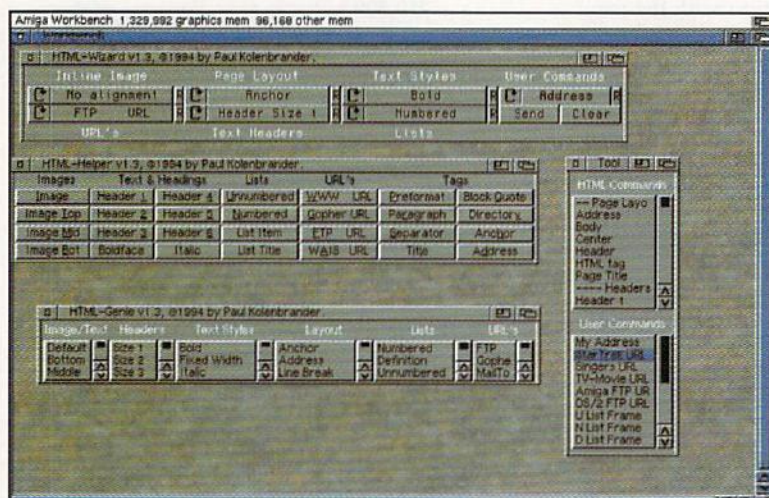 Amiga Workbench 1,329,992 graphics mem 96,168 other mem
Workbench
HTML-Wizard v1.3, ©1994 by Paul Kolenbrander.
Inline Image Page Layout Text Styles User Commands
No alignment Anchor Bold Address
FTP URL Header Size 1 Numbered Send Clear
URL's Text Headers Lists
HTML-Helper v1.3, ©1994 by Paul Kolenbrander.
Images Text & Headings Lists URL's Tags
Image Header 1 Header 4 Unnumbered WWW URL Preformat Block Quote
Image Top Header 2 Header 5 Numbered Gopher URL Paragraph Directory
Image Mid Header 3 Header 6 List Item FTP URL Separator Anchor
Image Bot Boldface Italic List Title WAIS URL Title Address
Tool
HTML Commands
--- Page Layo
Address
Body
Center
Header
HTML tag
Page Title
---- Headers
Header 1
User Commands
My Address
StarTrek URL
Singers URL
TV-Movie URL
Amiga FTP UR
OS/2 FTP URL
U List Frame
N List Frame
D List Frame
HTML-Genie v1.3, ©1994 by Paul Kolenbrander
Image/Text Headers Text Styles Layout Lists URL's
Default Size 1 Bold Anchor Numbered FTP
Bottom Size 2 Fixed Width Address Definition Gophe
Middle Size 3 Italic Line Break Unnumbered MailTo